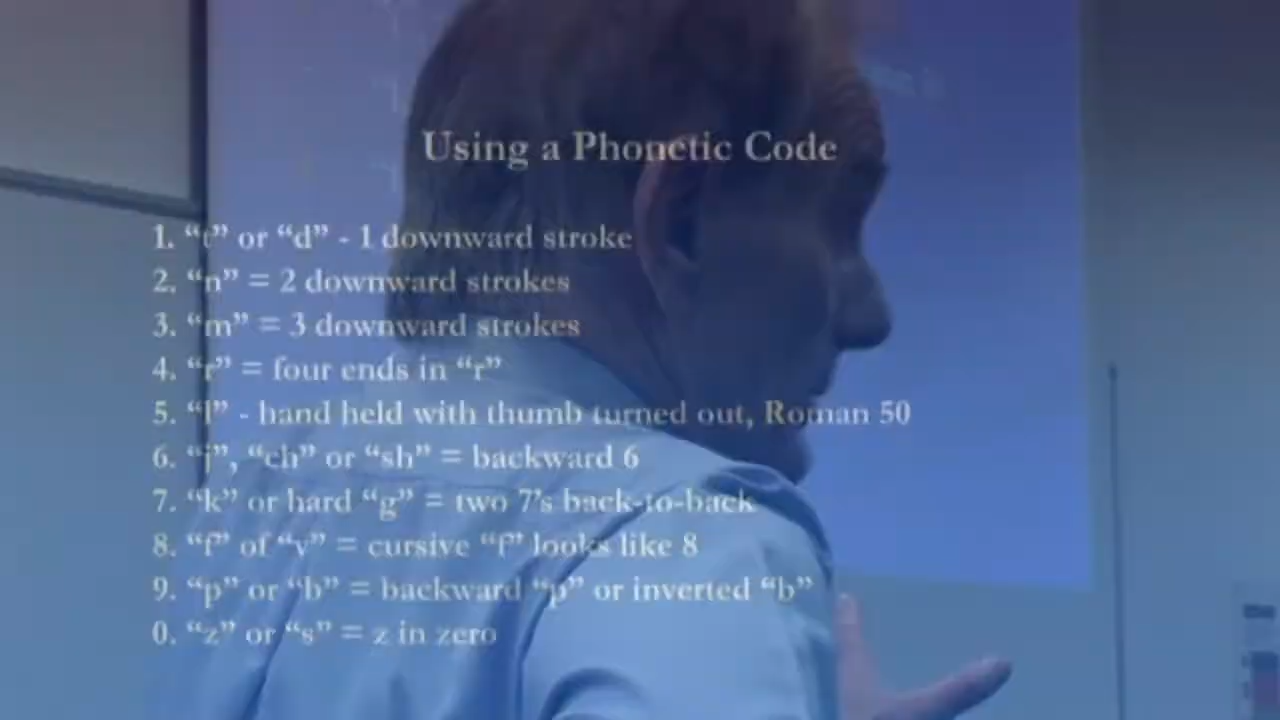 Using a Phonetic Code
1. “t” or “d” - 1 downward stroke
2. “n” = 2 downward strokes
3. “m” = 3 downward strokes
4. “r” = four ends in “r”
5. “l” - hand held with thumb turned out, Roman 50
6. “j”, “ch” or “sh” = backward 6
7. “k” or hard “g” = two 7’s back-to-back
8. “f” of “v” = cursive “f” looks like 8
9. “p” or “b” = backward “p” or inverted “b”
0. “z” or “s” = z in zero